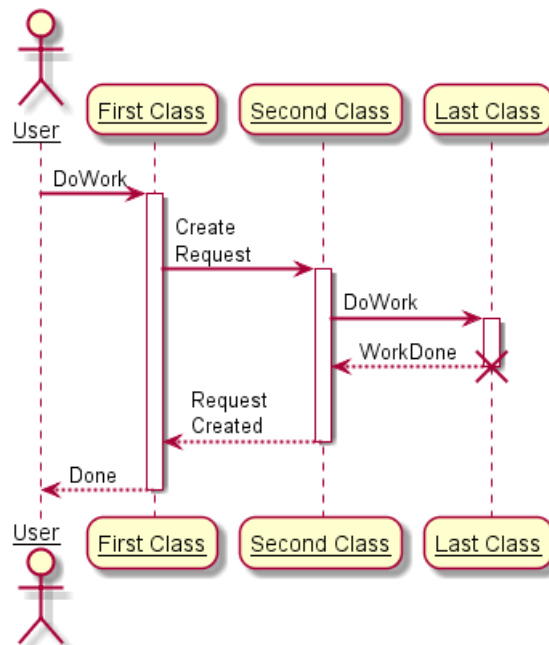 User
First Class
Second Class
Last Class
DoWork
Create
Request
DoWork
WorkDone
Request
Created
Done
User
First Class
Second Class
Last Class